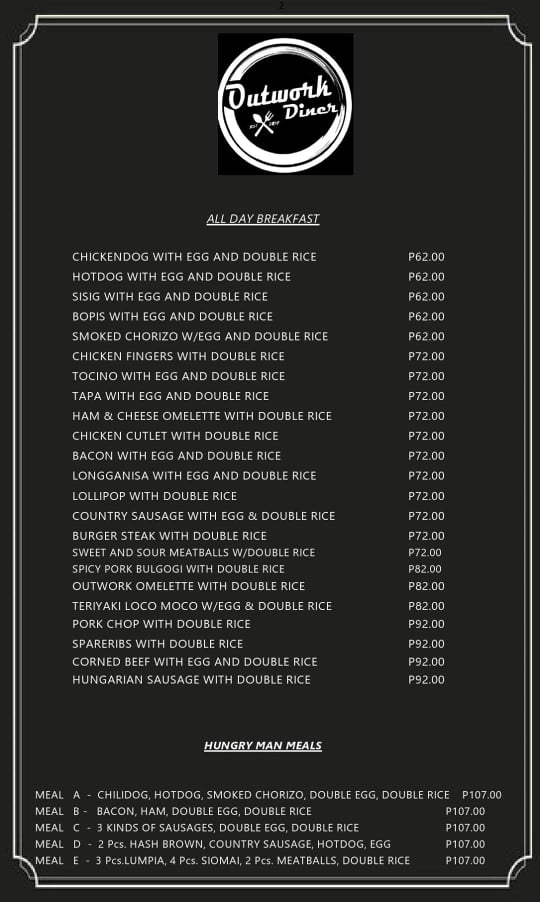 2
Outwork
Diner
EST 2019
ALL DAY BREAKFAST
CHICKENDOG WITH EGG AND DOUBLE RICE P62.00
HOTDOG WITH EGG AND DOUBLE RICE P62.00
SISIG WITH EGG AND DOUBLE RICE P62.00
BOPIS WITH EGG AND DOUBLE RICE P62.00
SMOKED CHORIZO W/EGG AND DOUBLE RICE P62.00
CHICKEN FINGERS WITH DOUBLE RICE P72.00
TOCINO WITH EGG AND DOUBLE RICE P72.00
TAPA WITH EGG AND DOUBLE RICE P72.00
HAM & CHEESE OMELETTE WITH DOUBLE RICE P72.00
CHICKEN CUTLET WITH DOUBLE RICE P72.00
BACON WITH EGG AND DOUBLE RICE P72.00
LONGGANISA WITH EGG AND DOUBLE RICE P72.00
LOLLIPOP WITH DOUBLE RICE P72.00
COUNTRY SAUSAGE WITH EGG & DOUBLE RICE P72.00
BURGER STEAK WITH DOUBLE RICE P72.00
SWEET AND SOUR MEATBALLS W/DOUBLE RICE P72.00
SPICY PORK BULGOGI WITH DOUBLE RICE P82.00
OUTWORK OMELETTE WITH DOUBLE RICE P82.00
TERIYAKI LOCO MOCO W/EGG & DOUBLE RICE P82.00
PORK CHOP WITH DOUBLE RICE P92.00
SPARERIBS WITH DOUBLE RICE P92.00
CORNED BEEF WITH EGG AND DOUBLE RICE P92.00
HUNGARIAN SAUSAGE WITH DOUBLE RICE P92.00
HUNGRY MAN MEALS
MEAL A - CHILIDOG, HOTDOG, SMOKED CHORIZO, DOUBLE EGG, DOUBLE RICE P107.00
MEAL B - BACON, HAM, DOUBLE EGG, DOUBLE RICE P107.00
MEAL C - 3 KINDS OF SAUSAGES, DOUBLE EGG, DOUBLE RICE P107.00
MEAL D - 2 Pcs. HASH BROWN, COUNTRY SAUSAGE, HOTDOG, EGG P107.00
MEAL E - 3 Pcs.LUMPIA, 4 Pcs. SIOMAI, 2 Pcs. MEATBALLS, DOUBLE RICE P107.00